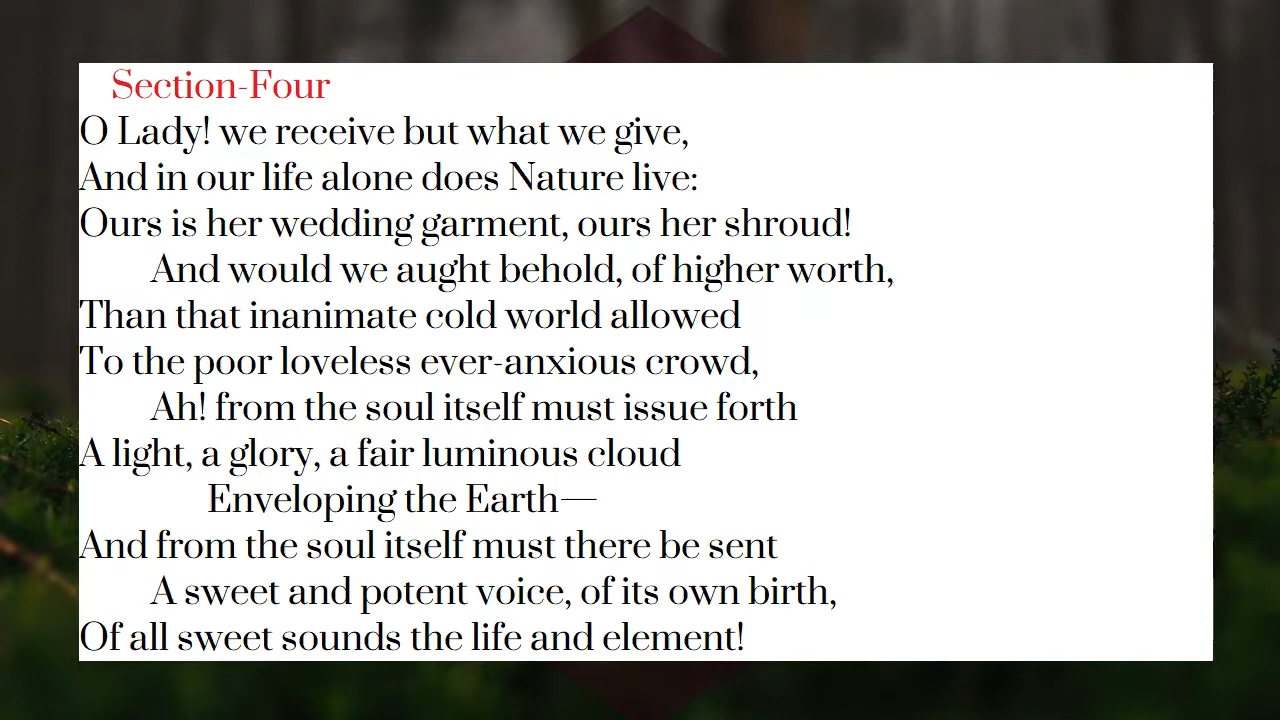 Section-Four
O Lady! we receive but what we give,
And in our life alone does Nature live:
Ours is her wedding garment, ours her shroud!
And would we aught behold, of higher worth,
Than that inanimate cold world allowed
To the poor loveless ever-anxious crowd,
Ah! from the soul itself must issue forth
A light, a glory, a fair luminous cloud
Enveloping the Earth—
And from the soul itself must there be sent
A sweet and potent voice, of its own birth,
Of all sweet sounds the life and element!